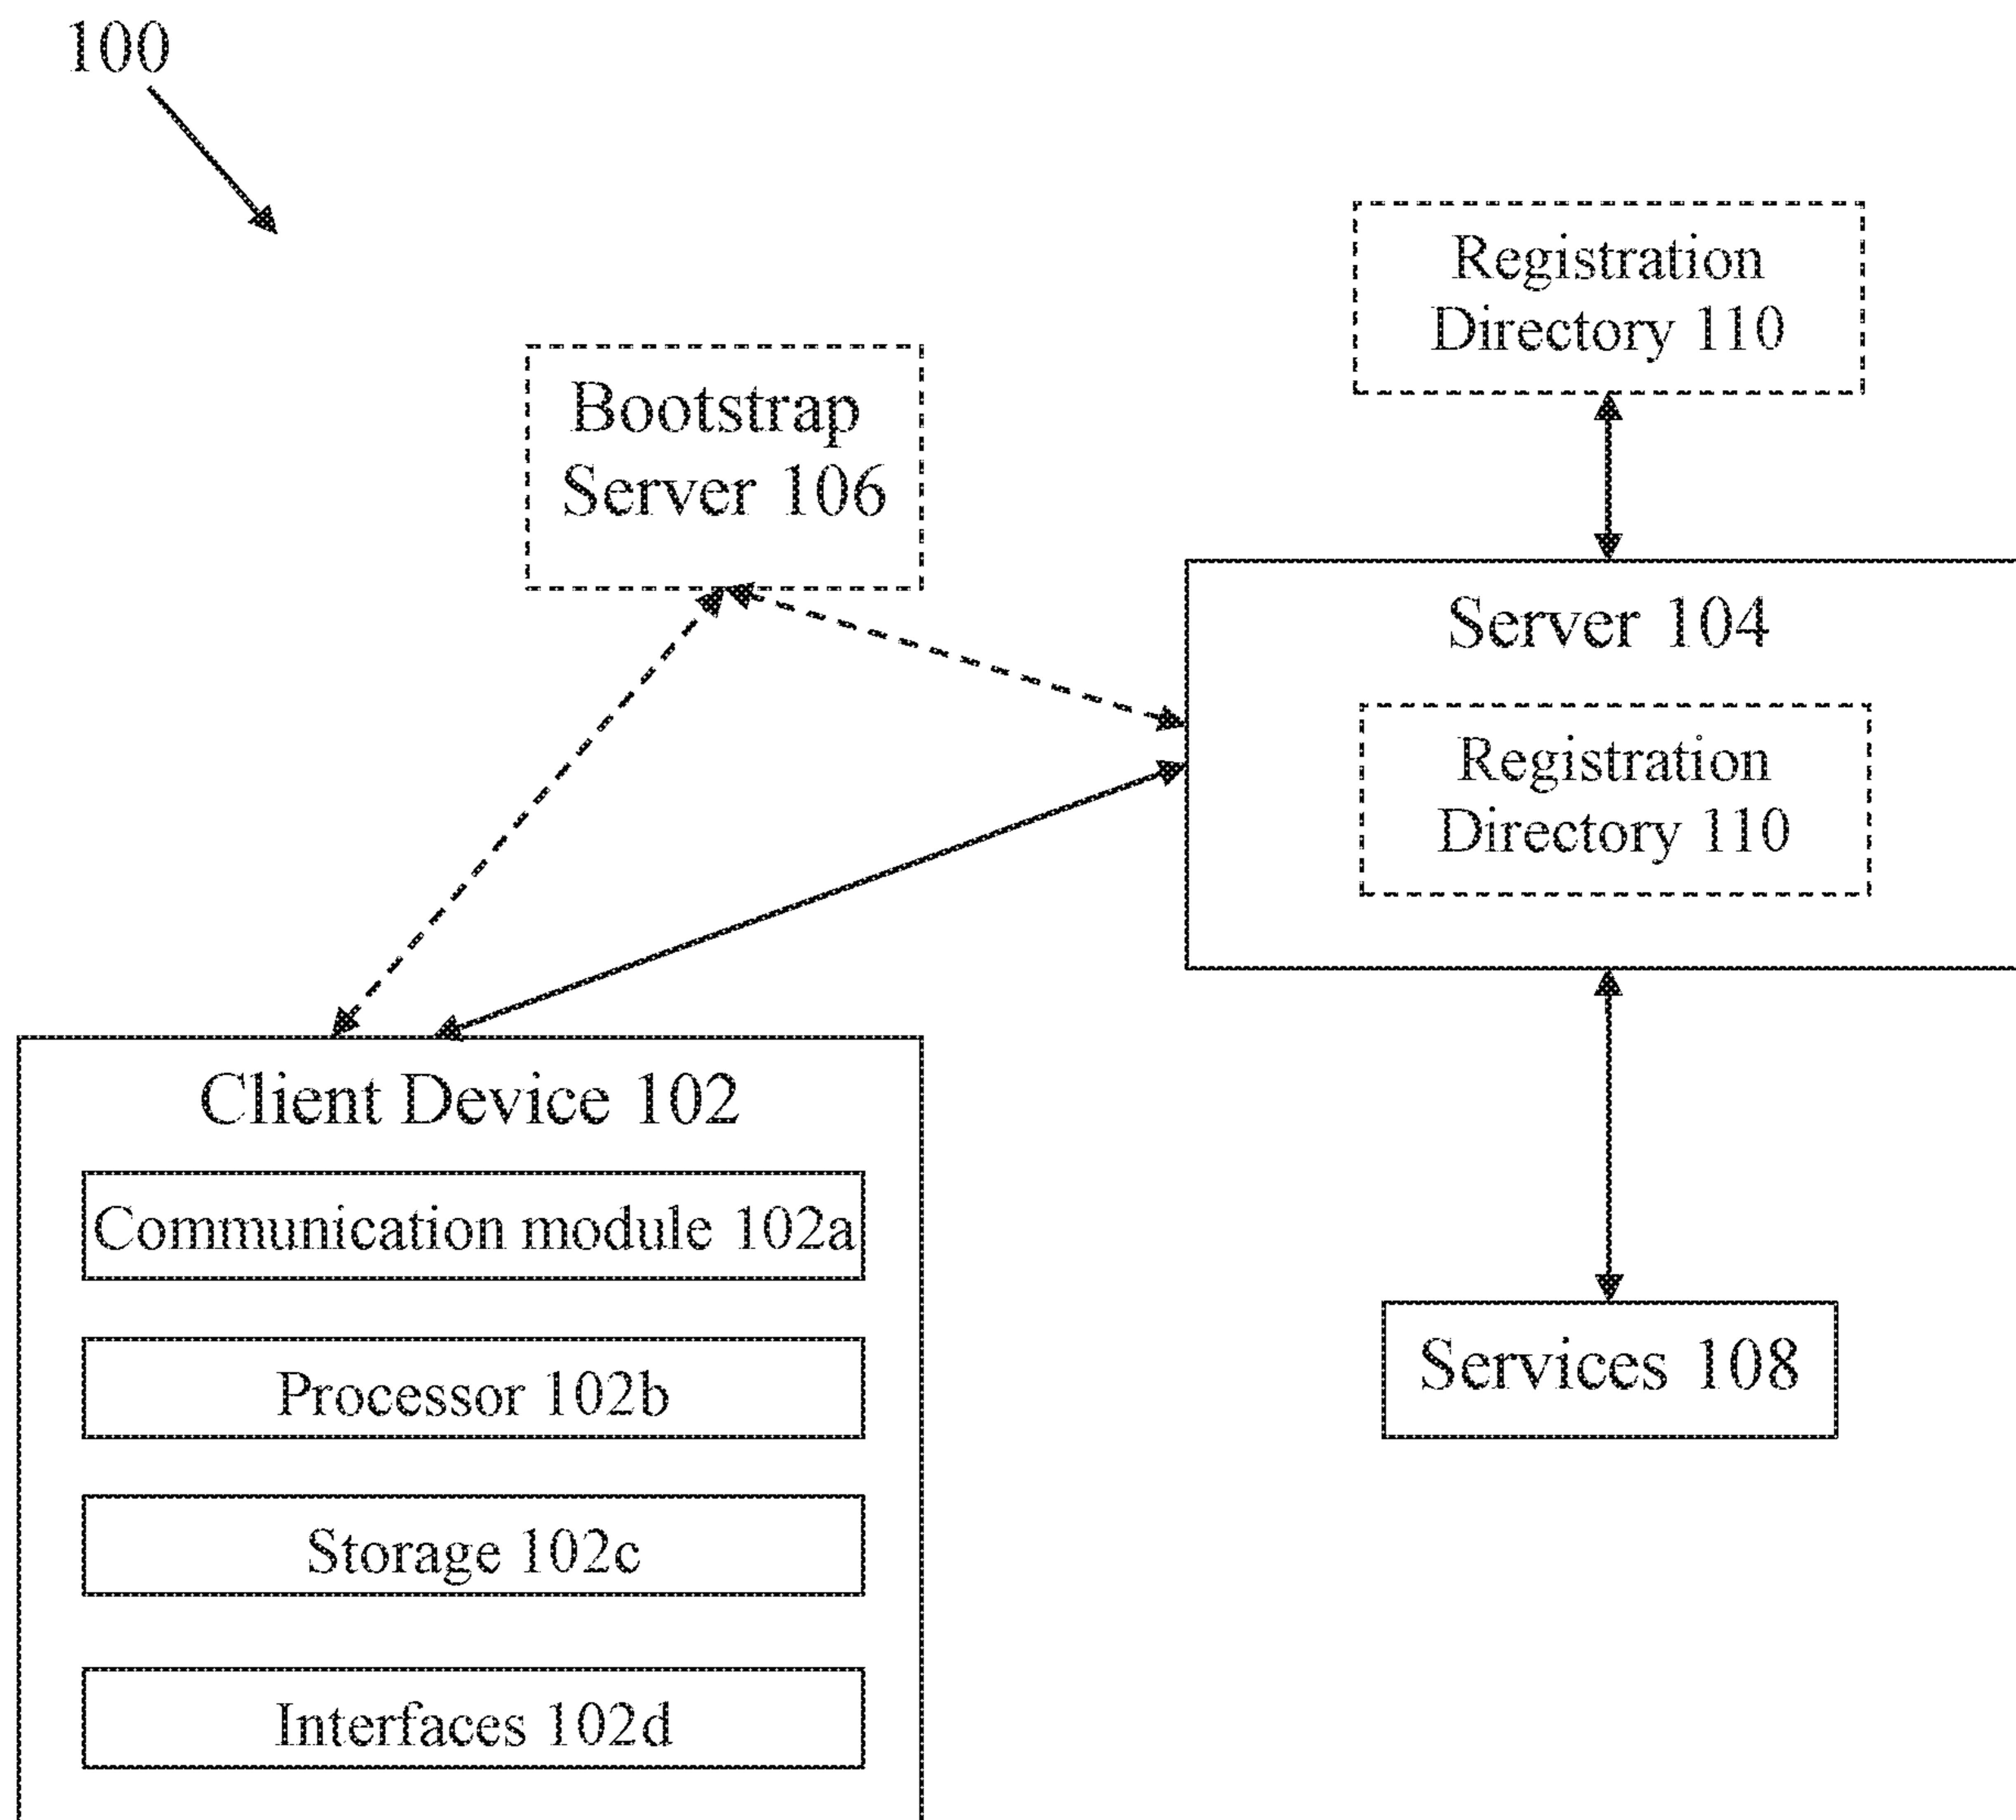 100
Registration
Directory 110
Bootstrap
Server 106
Server 104
Registration
Directory 110
Client Device 102
Communication module 102a
Processor 102b
Storage 102c
Interfaces 102d
Services 108